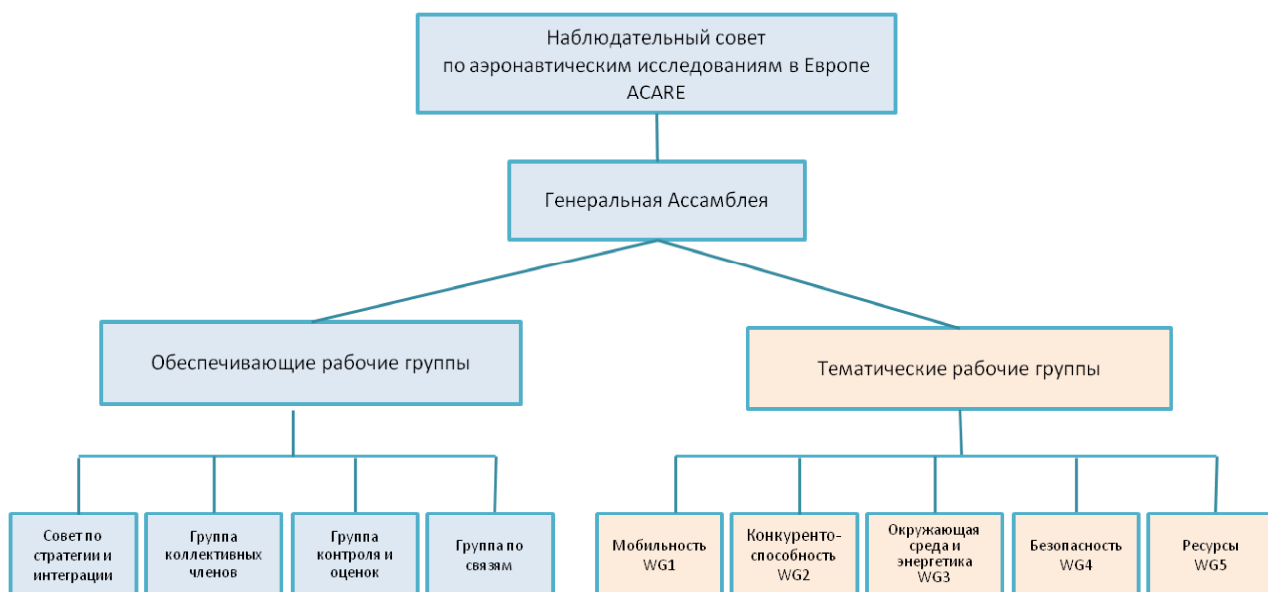 Наблюдательный совет
по аэронавтическим исследованиям в Европе
ACARE
Генеральная Ассамблея
Обеспечивающие рабочие группы
Тематические рабочие группы
Совет по
стратегии и
интеграции
Группа
коллективных
членов
Группа
контроля и
оценок
Группа по
связям
Мобильность
WG1
Конкуренто-
способность
WG2
Окружающая
среда и
энергетика
WG3
Безопасность
WG4
Ресурсы
WG5